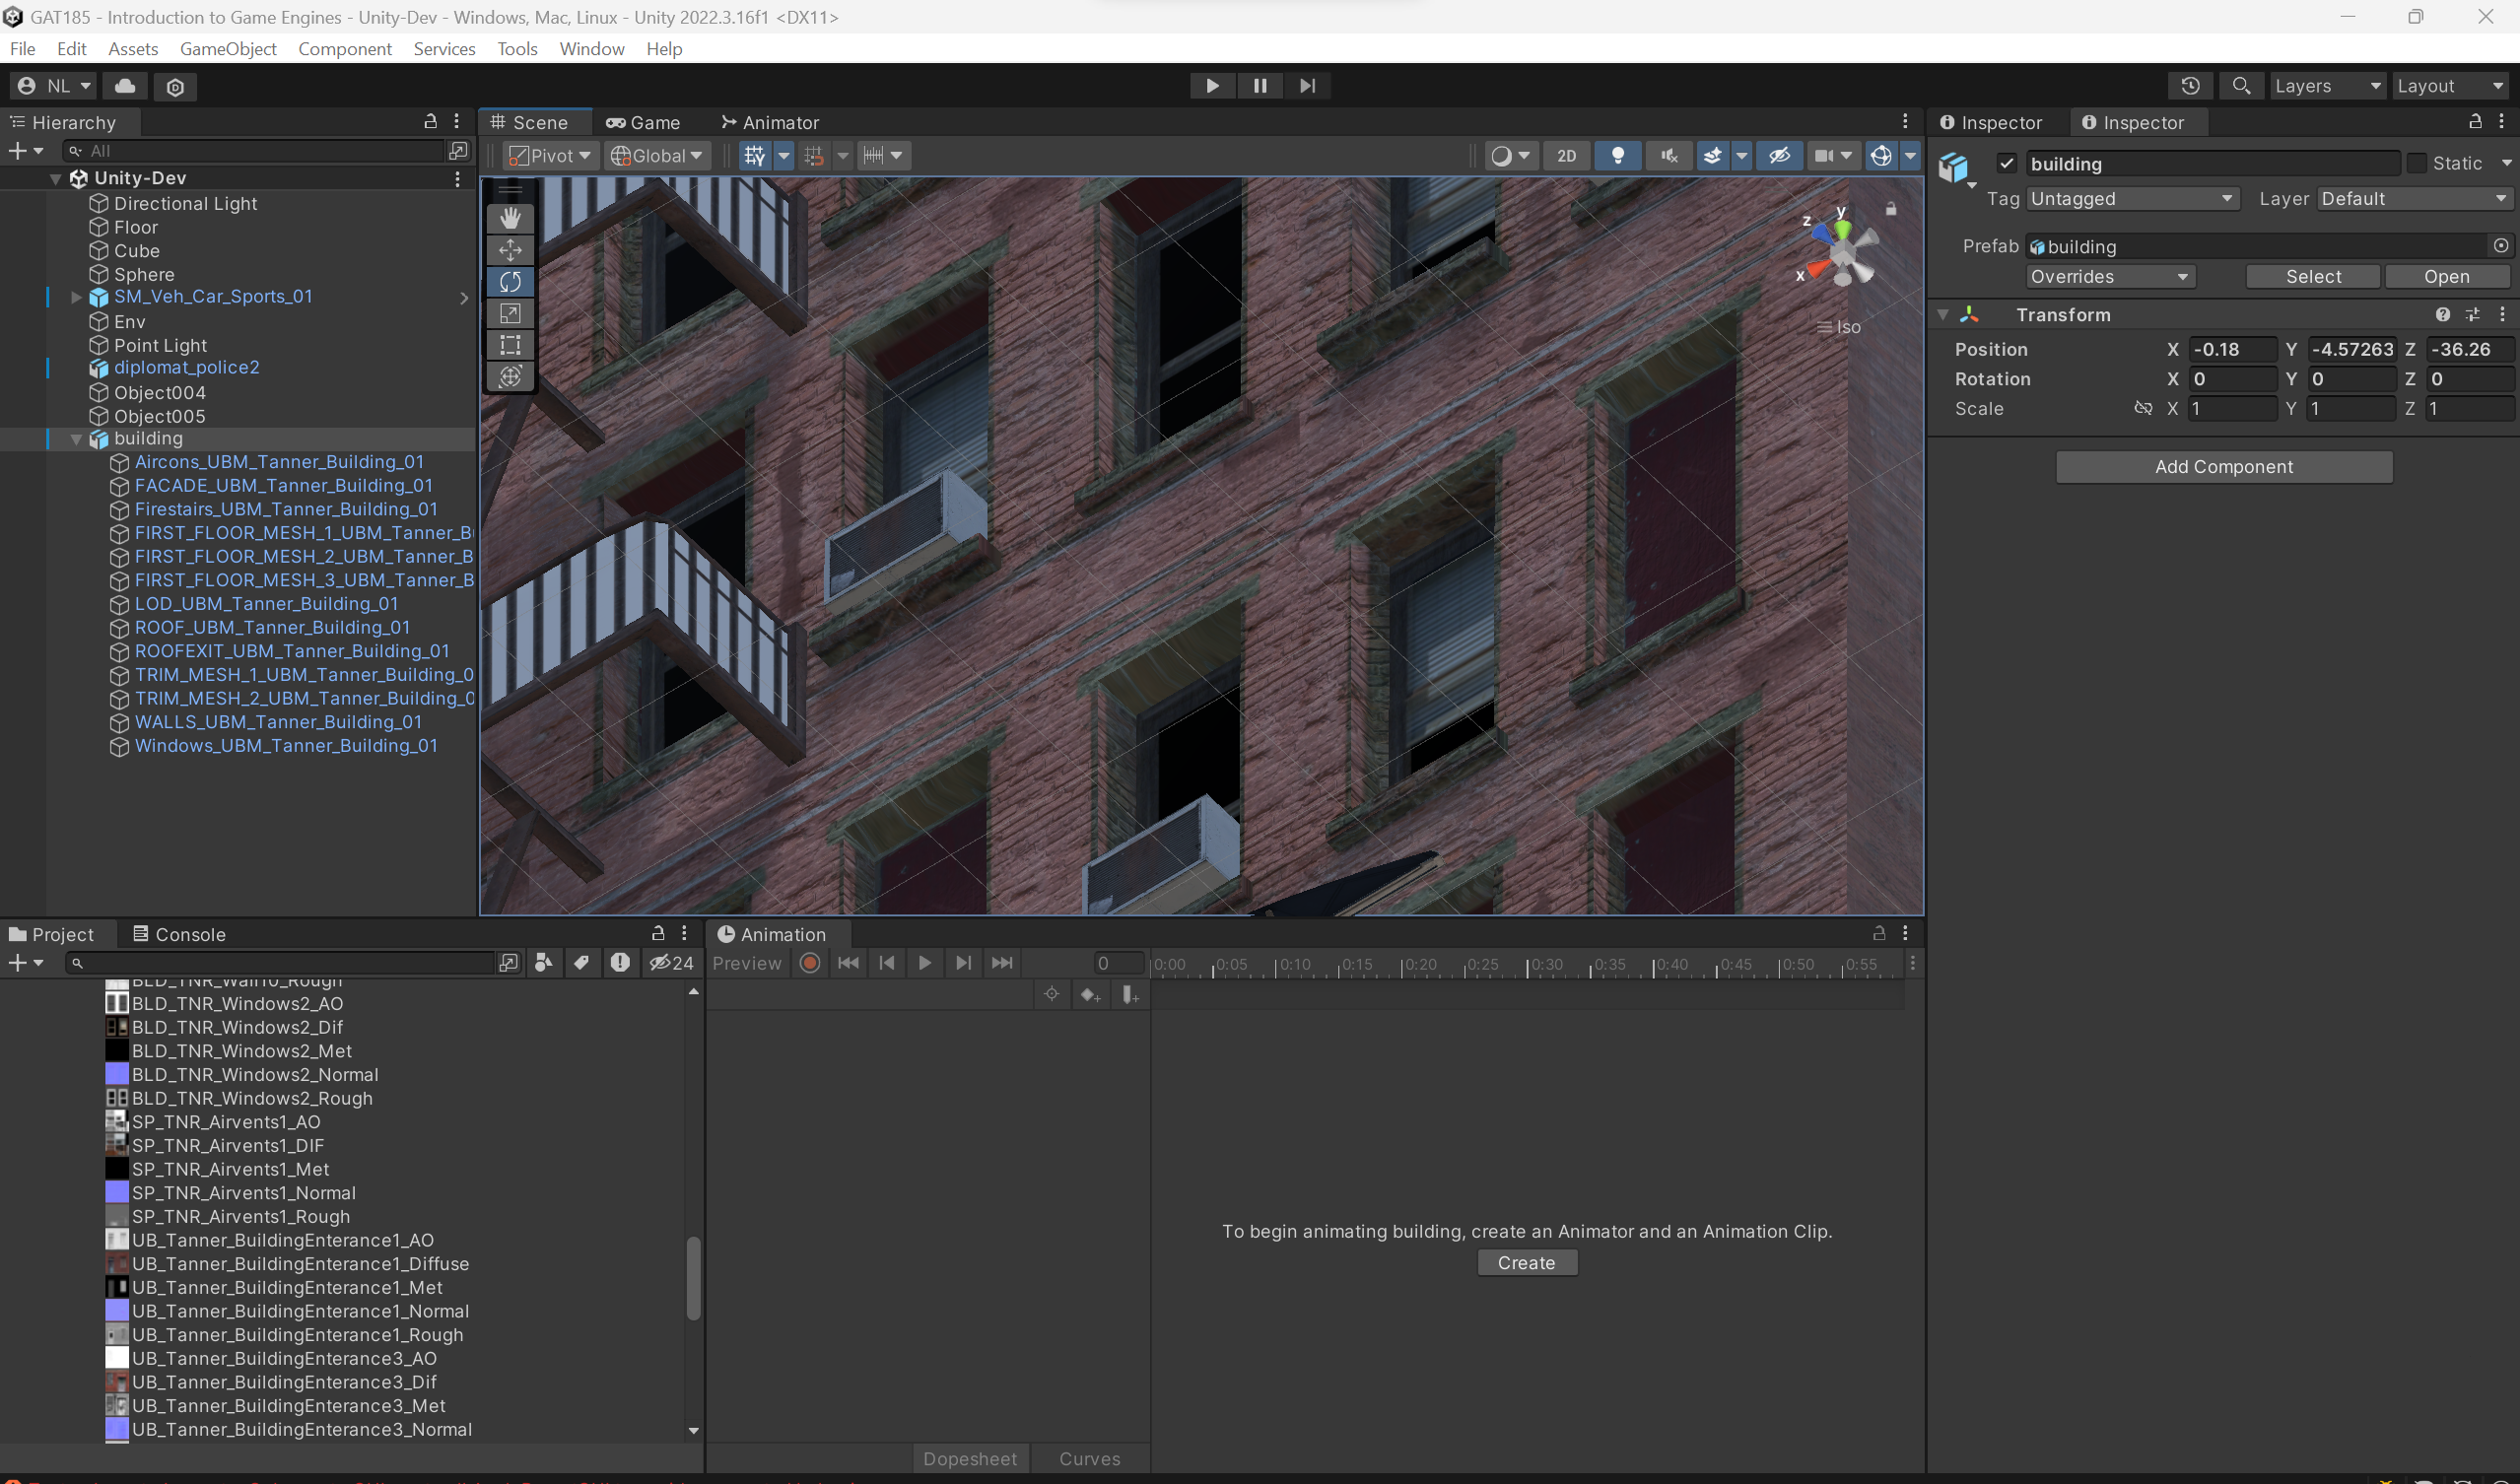 GAT185 - Introduction to Game Engines - Unity-Dev - Windows, Mac, Linux - Unity 2022.3.16f1 <DX11>
File Edit Assets GameObject Component Services Tools Window Help
NL
Layers
Layout
Hierarchy
All
Unity-Dev
Directional Light
Floor
Cube
Sphere
SM_Veh_Car_Sports_01
Env
Point Light
diplomat_police2
Object004
Object005
building
Aircons_UBM_Tanner_Building_01
FACADE_UBM_Tanner_Building_01
Firestairs_UBM_Tanner_Building_01
FIRST_FLOOR_MESH_1_UBM_Tanner_B
FIRST_FLOOR_MESH_2_UBM_Tanner_B
FIRST_FLOOR_MESH_3_UBM_Tanner_B
LOD_UBM_Tanner_Building_01
ROOF_UBM_Tanner_Building_01
ROOFEXIT_UBM_Tanner_Building_01
TRIM_MESH_1_UBM_Tanner_Building_0
TRIM_MESH_2_UBM_Tanner_Building_0
WALLS_UBM_Tanner_Building_01
Windows_UBM_Tanner_Building_01
Scene Game Animator
Pivot Global 2D
y
z
x
Iso
Inspector Inspector
building Static
Tag Untagged Layer Default
Prefab building
Overrides Select Open
Transform
Position X -0.18 Y -4.57263 Z -36.26
Rotation X 0 Y 0 Z 0
Scale X 1 Y 1 Z 1
Add Component
Project Console
24
BLD_TNR_Wall10_Rough
BLD_TNR_Windows2_AO
BLD_TNR_Windows2_Dif
BLD_TNR_Windows2_Met
BLD_TNR_Windows2_Normal
BLD_TNR_Windows2_Rough
SP_TNR_Airvents1_AO
SP_TNR_Airvents1_DIF
SP_TNR_Airvents1_Met
SP_TNR_Airvents1_Normal
SP_TNR_Airvents1_Rough
UB_Tanner_BuildingEnterance1_AO
UB_Tanner_BuildingEnterance1_Diffuse
UB_Tanner_BuildingEnterance1_Met
UB_Tanner_BuildingEnterance1_Normal
UB_Tanner_BuildingEnterance1_Rough
UB_Tanner_BuildingEnterance3_AO
UB_Tanner_BuildingEnterance3_Dif
UB_Tanner_BuildingEnterance3_Met
UB_Tanner_BuildingEnterance3_Normal
Animation
Preview 0
0:00 0:05 0:10 0:15 0:20 0:25 0:30 0:35 0:40 0:45 0:50 0:55
To begin animating building, create an Animator and an Animation Clip.
Create
Dopesheet Curves